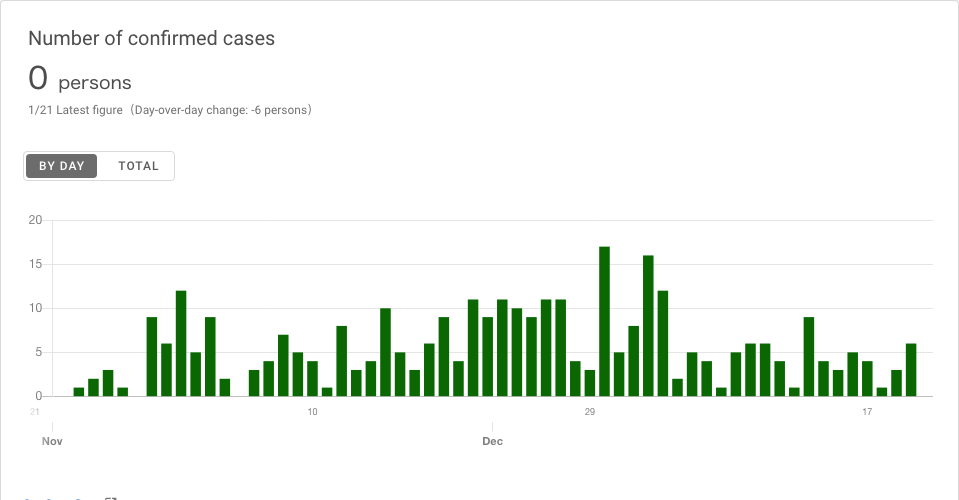 Number of confirmed cases
0 persons
1/21 Latest figure（Day-over-day change: -6 persons）
BY DAY TOTAL
20
15
10
5
0
21 10 29 17
Nov Dec